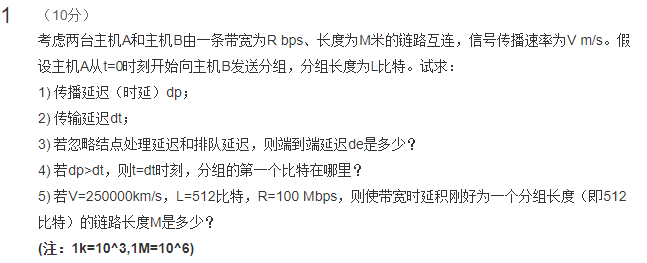 1 （10分）
考虑两台主机A和主机B由一条带宽为R bps、长度为M米的链路互连，信号传播速率为V m/s。假
设主机A从t=0时刻开始向主机B发送分组，分组长度为L比特。试求：
1) 传播延迟（时延）dp；
2) 传输延迟dt；
3) 若忽略结点处理延迟和排队延迟，则端到端延迟de是多少？
4) 若dp>dt，则t=dt时刻，分组的第一个比特在哪里？
5) 若V=250000km/s，L=512比特，R=100 Mbps，则使带宽时延积刚好为一个分组长度（即512
比特）的链路长度M是多少？
(注：1k=10^3,1M=10^6)